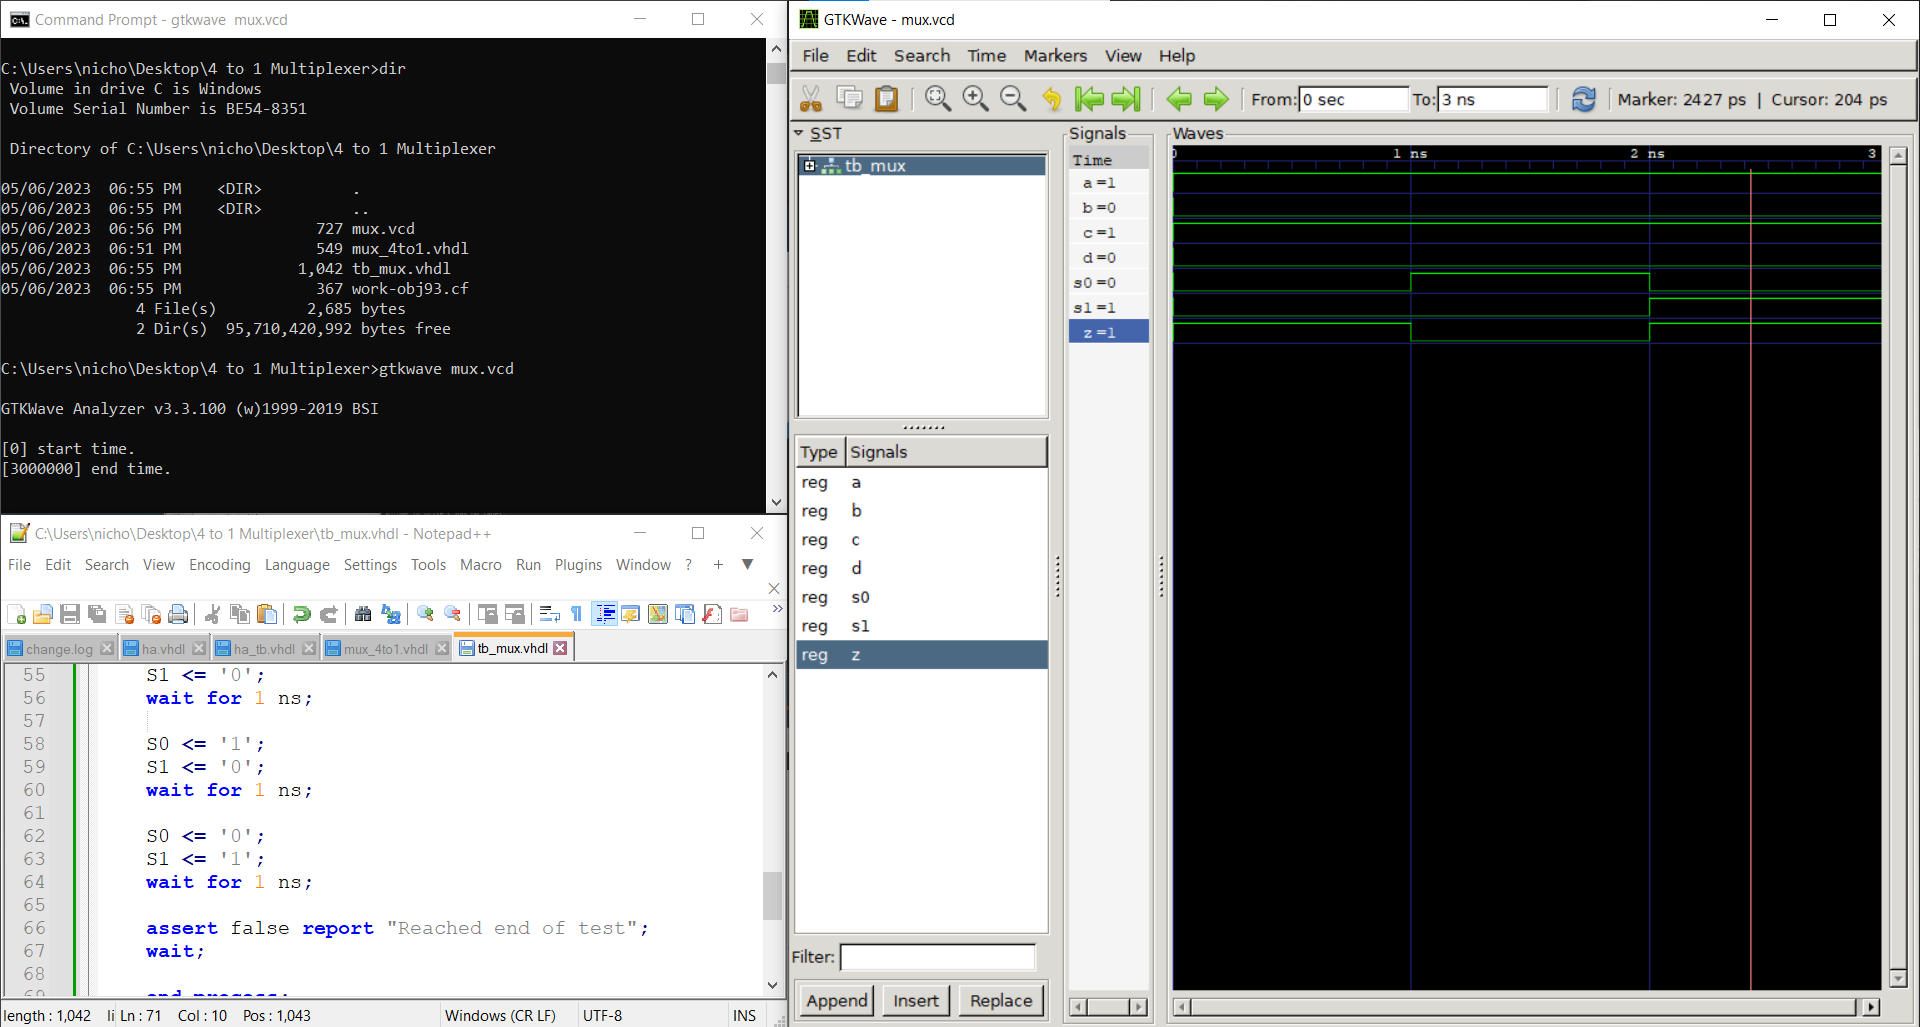 Command Prompt - gtkwave  mux.vcd
C:\Users\nicho\Desktop\4 to 1 Multiplexer>dir
Volume in drive C is Windows
Volume Serial Number is BE54-8351
Directory of C:\Users\nicho\Desktop\4 to 1 Multiplexer
05/06/2023  06:55 PM    <DIR>          .
05/06/2023  06:55 PM    <DIR>          ..
05/06/2023  06:56 PM               727 mux.vcd
05/06/2023  06:51 PM               549 mux_4to1.vhdl
05/06/2023  06:55 PM             1,042 tb_mux.vhdl
05/06/2023  06:55 PM               367 work-obj93.cf
4 File(s)          2,685 bytes
2 Dir(s)  95,710,420,992 bytes free
C:\Users\nicho\Desktop\4 to 1 Multiplexer>gtkwave mux.vcd
GTKWave Analyzer v3.3.100 (w)1999-2019 BSI
[0] start time.
[3000000] end time.
C:\Users\nicho\Desktop\4 to 1 Multiplexer\tb_mux.vhdl - Notepad++
File Edit Search View Encoding Language Settings Tools Macro Run Plugins Window ? + ▼
change.log ha.vhdl ha_tb.vhdl mux_4to1.vhdl tb_mux.vhdl
55 S1 <= '0';
56 wait for 1 ns;
57
58 S0 <= '1';
59 S1 <= '0';
60 wait for 1 ns;
61
62 S0 <= '0';
63 S1 <= '1';
64 wait for 1 ns;
65
66 assert false report "Reached end of test";
67 wait;
68
69 end process;
length : 1,042 li Ln : 71 Col : 10 Pos : 1,043 Windows (CR LF) UTF-8 INS
GTKWave - mux.vcd
File Edit Search Time Markers View Help
From: 0 sec To: 3 ns Marker: 2427 ps | Cursor: 204 ps
SST
tb_mux
Type Signals
reg a
reg b
reg c
reg d
reg s0
reg s1
reg z
Filter:
Append Insert Replace
Signals
Time
a =1
b =0
c =1
d =0
s0 =0
s1 =1
z =1
Waves
0 1 ns 2 ns 3